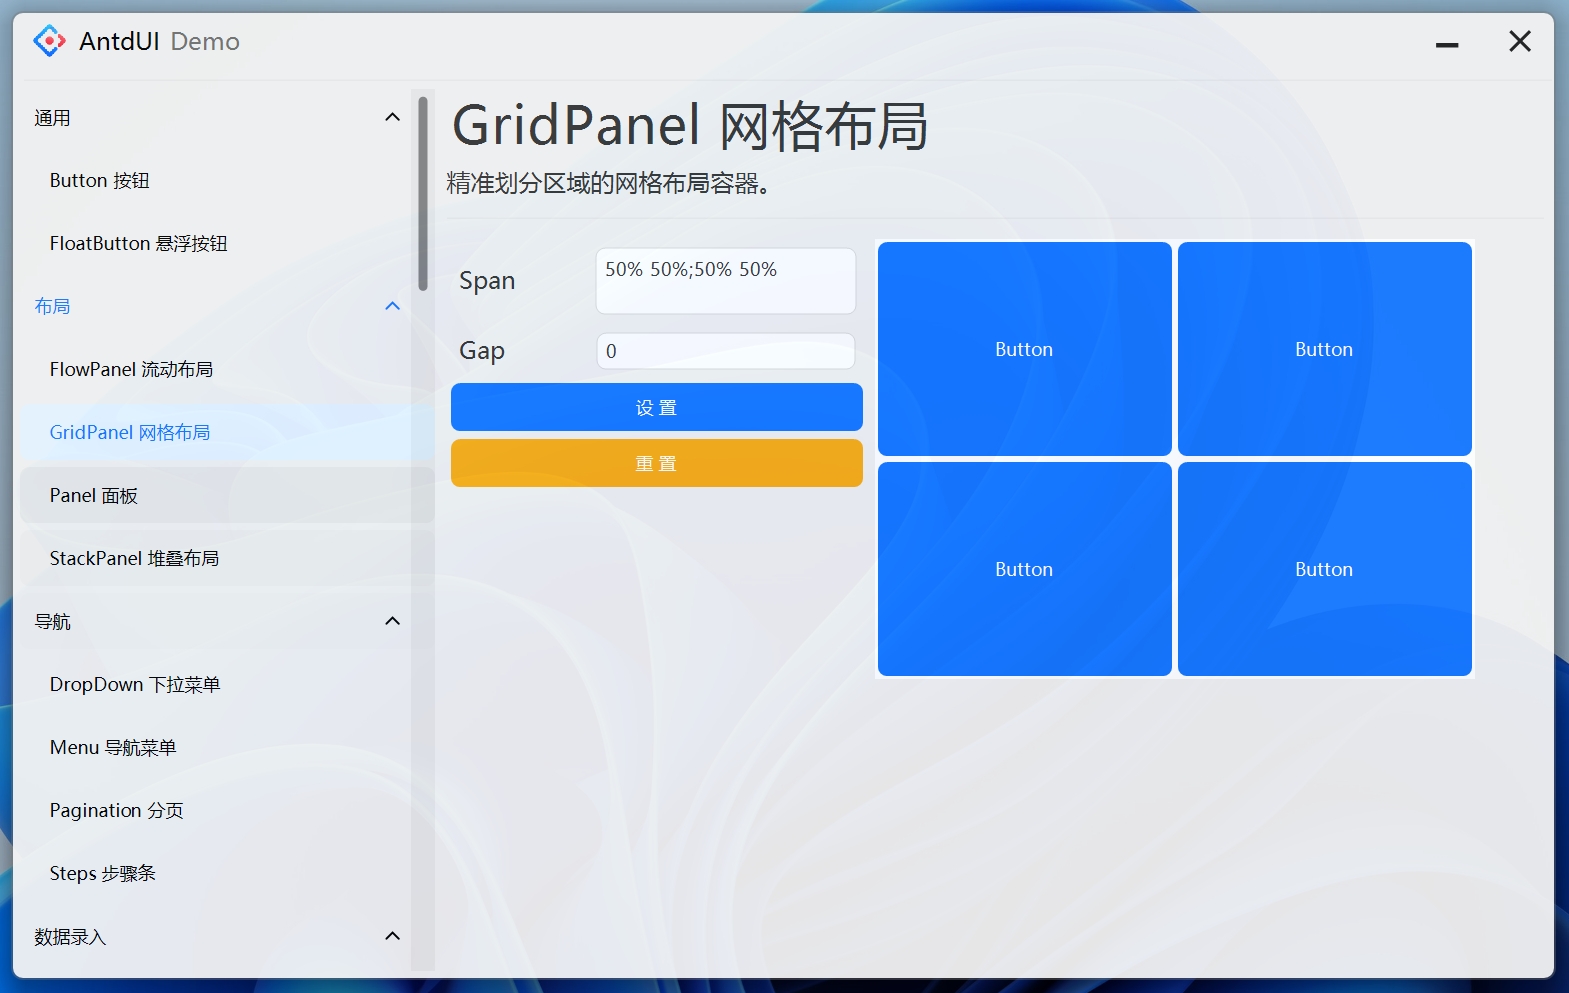 AntdUI Demo
通用
Button 按钮
FloatButton 悬浮按钮
布局
FlowPanel 流动布局
GridPanel 网格布局
Panel 面板
StackPanel 堆叠布局
导航
DropDown 下拉菜单
Menu 导航菜单
Pagination 分页
Steps 步骤条
数据录入
GridPanel 网格布局
精准划分区域的网格布局容器。
Span
50% 50%;50% 50%
Gap
0
设 置
重 置
Button
Button
Button
Button